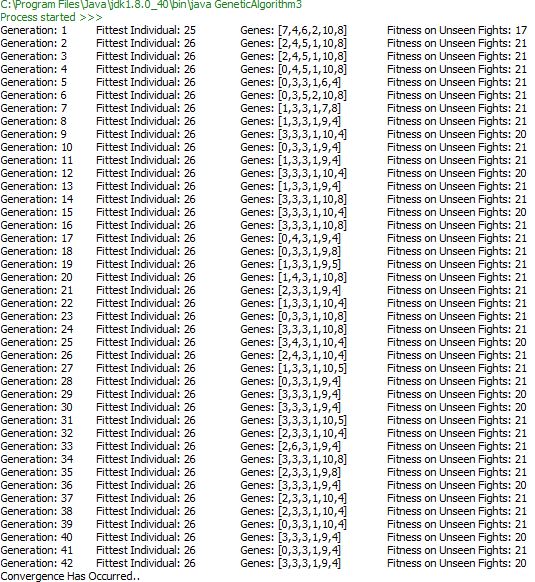 C:\Program Files\Java\jdk1.8.0_40\bin\java GeneticAlgorithm3
Process started >>>
Generation: 1 Fittest Individual: 25 Genes: [7,4,6,2,10,8] Fitness on Unseen Fights: 17
Generation: 2 Fittest Individual: 26 Genes: [2,4,5,1,10,8] Fitness on Unseen Fights: 21
Generation: 3 Fittest Individual: 26 Genes: [2,4,5,1,10,8] Fitness on Unseen Fights: 21
Generation: 4 Fittest Individual: 26 Genes: [0,4,5,1,10,8] Fitness on Unseen Fights: 21
Generation: 5 Fittest Individual: 26 Genes: [0,3,3,1,6,4] Fitness on Unseen Fights: 21
Generation: 6 Fittest Individual: 26 Genes: [0,3,5,2,10,8] Fitness on Unseen Fights: 21
Generation: 7 Fittest Individual: 26 Genes: [1,3,3,1,7,8] Fitness on Unseen Fights: 21
Generation: 8 Fittest Individual: 26 Genes: [1,3,3,1,9,4] Fitness on Unseen Fights: 21
Generation: 9 Fittest Individual: 26 Genes: [3,3,3,1,10,4] Fitness on Unseen Fights: 20
Generation: 10 Fittest Individual: 26 Genes: [0,3,3,1,9,4] Fitness on Unseen Fights: 21
Generation: 11 Fittest Individual: 26 Genes: [1,3,3,1,9,4] Fitness on Unseen Fights: 21
Generation: 12 Fittest Individual: 26 Genes: [3,3,3,1,10,4] Fitness on Unseen Fights: 20
Generation: 13 Fittest Individual: 26 Genes: [1,3,3,1,9,4] Fitness on Unseen Fights: 21
Generation: 14 Fittest Individual: 26 Genes: [3,3,3,1,10,8] Fitness on Unseen Fights: 21
Generation: 15 Fittest Individual: 26 Genes: [3,3,3,1,10,4] Fitness on Unseen Fights: 20
Generation: 16 Fittest Individual: 26 Genes: [3,3,3,1,10,8] Fitness on Unseen Fights: 21
Generation: 17 Fittest Individual: 26 Genes: [0,4,3,1,9,4] Fitness on Unseen Fights: 21
Generation: 18 Fittest Individual: 26 Genes: [0,3,3,1,9,8] Fitness on Unseen Fights: 21
Generation: 19 Fittest Individual: 26 Genes: [1,3,3,1,9,5] Fitness on Unseen Fights: 21
Generation: 20 Fittest Individual: 26 Genes: [1,4,3,1,10,8] Fitness on Unseen Fights: 21
Generation: 21 Fittest Individual: 26 Genes: [2,3,3,1,9,4] Fitness on Unseen Fights: 21
Generation: 22 Fittest Individual: 26 Genes: [1,3,3,1,10,4] Fitness on Unseen Fights: 21
Generation: 23 Fittest Individual: 26 Genes: [0,3,3,1,10,8] Fitness on Unseen Fights: 21
Generation: 24 Fittest Individual: 26 Genes: [3,3,3,1,10,8] Fitness on Unseen Fights: 21
Generation: 25 Fittest Individual: 26 Genes: [3,4,3,1,10,4] Fitness on Unseen Fights: 20
Generation: 26 Fittest Individual: 26 Genes: [2,4,3,1,10,4] Fitness on Unseen Fights: 21
Generation: 27 Fittest Individual: 26 Genes: [1,3,3,1,10,5] Fitness on Unseen Fights: 21
Generation: 28 Fittest Individual: 26 Genes: [0,3,3,1,9,4] Fitness on Unseen Fights: 21
Generation: 29 Fittest Individual: 26 Genes: [3,3,3,1,9,4] Fitness on Unseen Fights: 20
Generation: 30 Fittest Individual: 26 Genes: [3,3,3,1,9,4] Fitness on Unseen Fights: 20
Generation: 31 Fittest Individual: 26 Genes: [3,3,3,1,10,5] Fitness on Unseen Fights: 21
Generation: 32 Fittest Individual: 26 Genes: [2,3,3,1,10,4] Fitness on Unseen Fights: 21
Generation: 33 Fittest Individual: 26 Genes: [2,6,3,1,9,4] Fitness on Unseen Fights: 21
Generation: 34 Fittest Individual: 26 Genes: [3,3,3,1,10,8] Fitness on Unseen Fights: 21
Generation: 35 Fittest Individual: 26 Genes: [2,3,3,1,9,8] Fitness on Unseen Fights: 21
Generation: 36 Fittest Individual: 26 Genes: [3,3,3,1,9,4] Fitness on Unseen Fights: 20
Generation: 37 Fittest Individual: 26 Genes: [2,3,3,1,10,4] Fitness on Unseen Fights: 21
Generation: 38 Fittest Individual: 26 Genes: [2,3,3,1,10,4] Fitness on Unseen Fights: 21
Generation: 39 Fittest Individual: 26 Genes: [0,3,3,1,10,4] Fitness on Unseen Fights: 21
Generation: 40 Fittest Individual: 26 Genes: [3,3,3,1,9,4] Fitness on Unseen Fights: 20
Generation: 41 Fittest Individual: 26 Genes: [0,3,3,1,9,4] Fitness on Unseen Fights: 21
Generation: 42 Fittest Individual: 26 Genes: [3,3,3,1,9,4] Fitness on Unseen Fights: 20
Convergence Has Occurred..